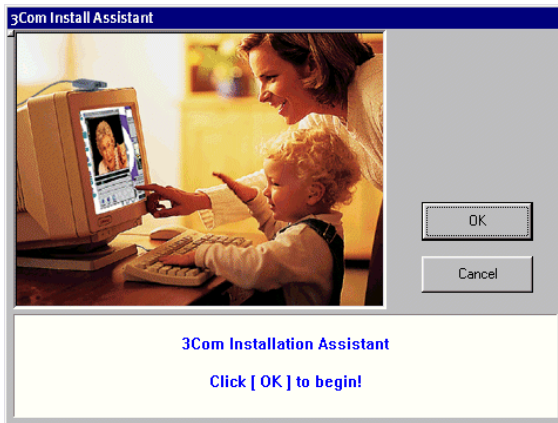 3Com Install Assistant
OK
Cancel
3Com Installation Assistant
Click [ OK ] to begin!